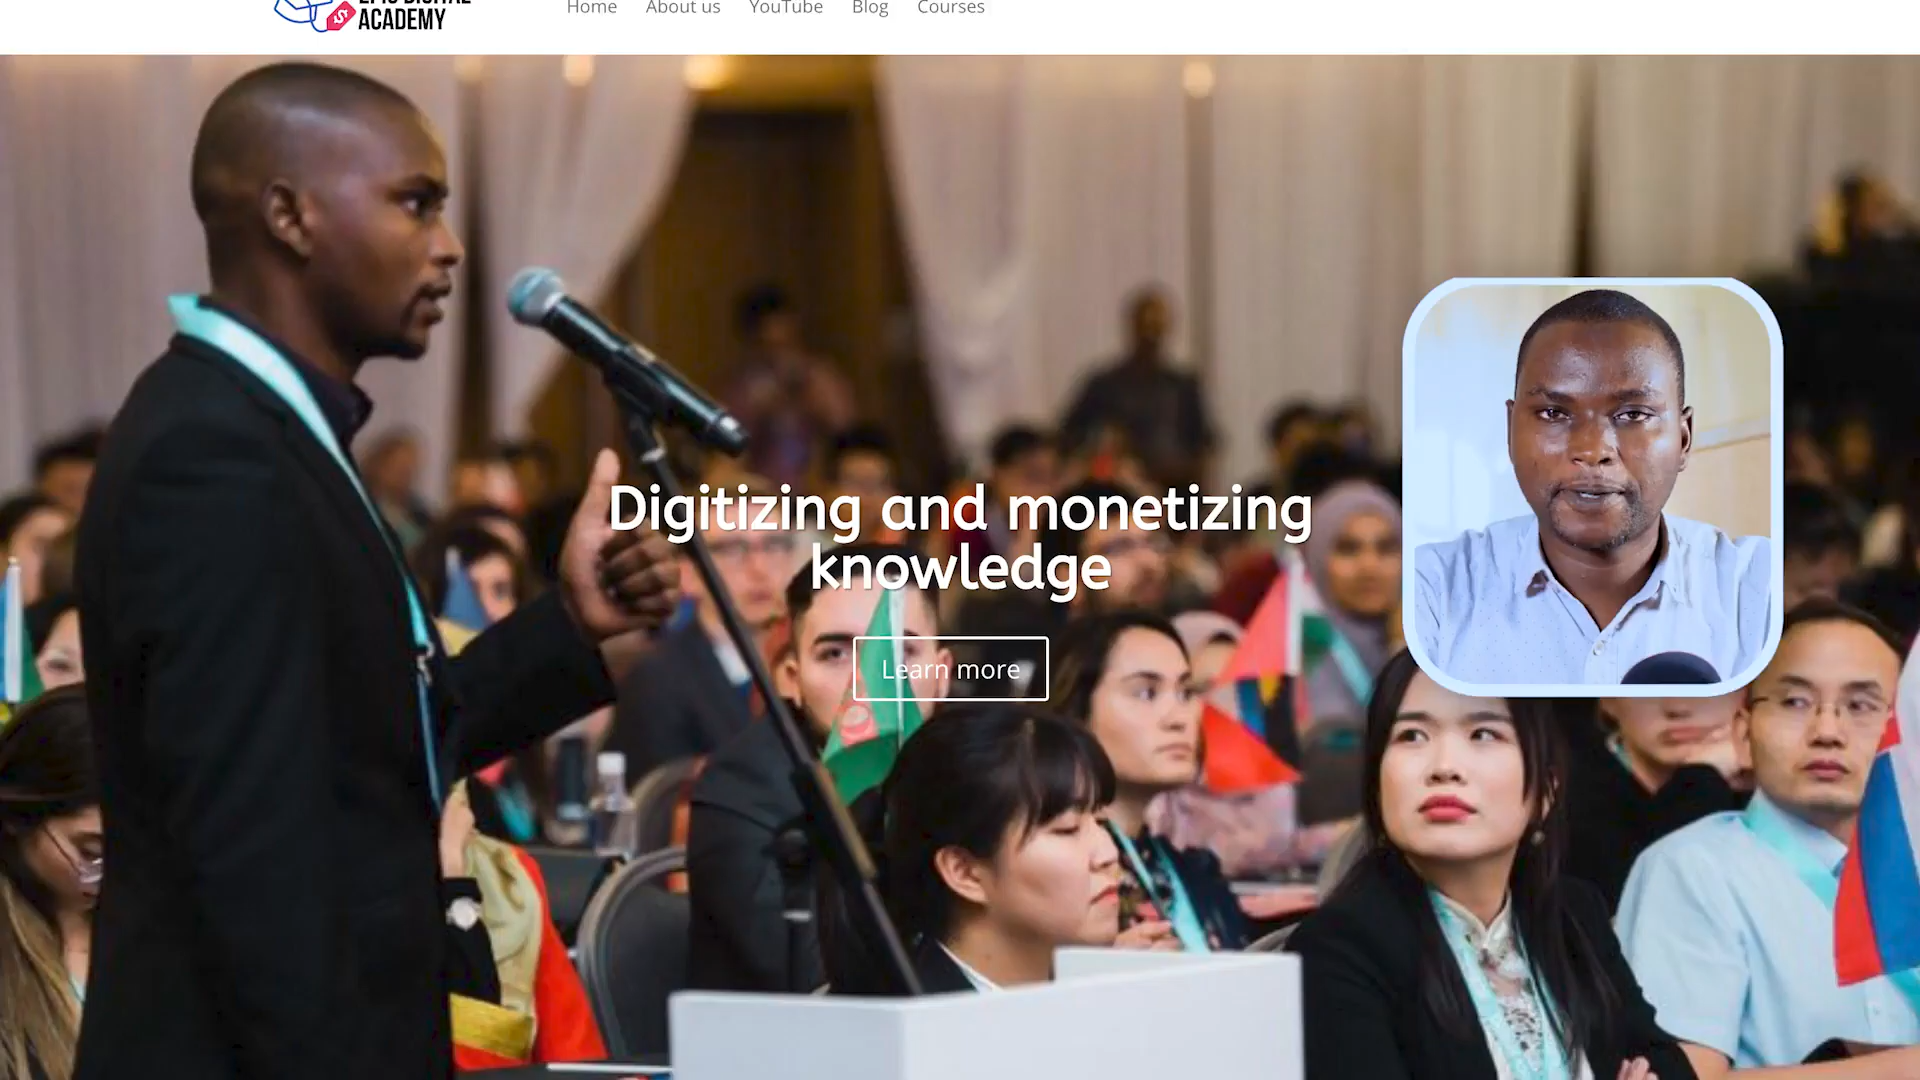 ACADEMY
Home About us YouTube Blog Courses
Digitizing and monetizing
knowledge
Learn more